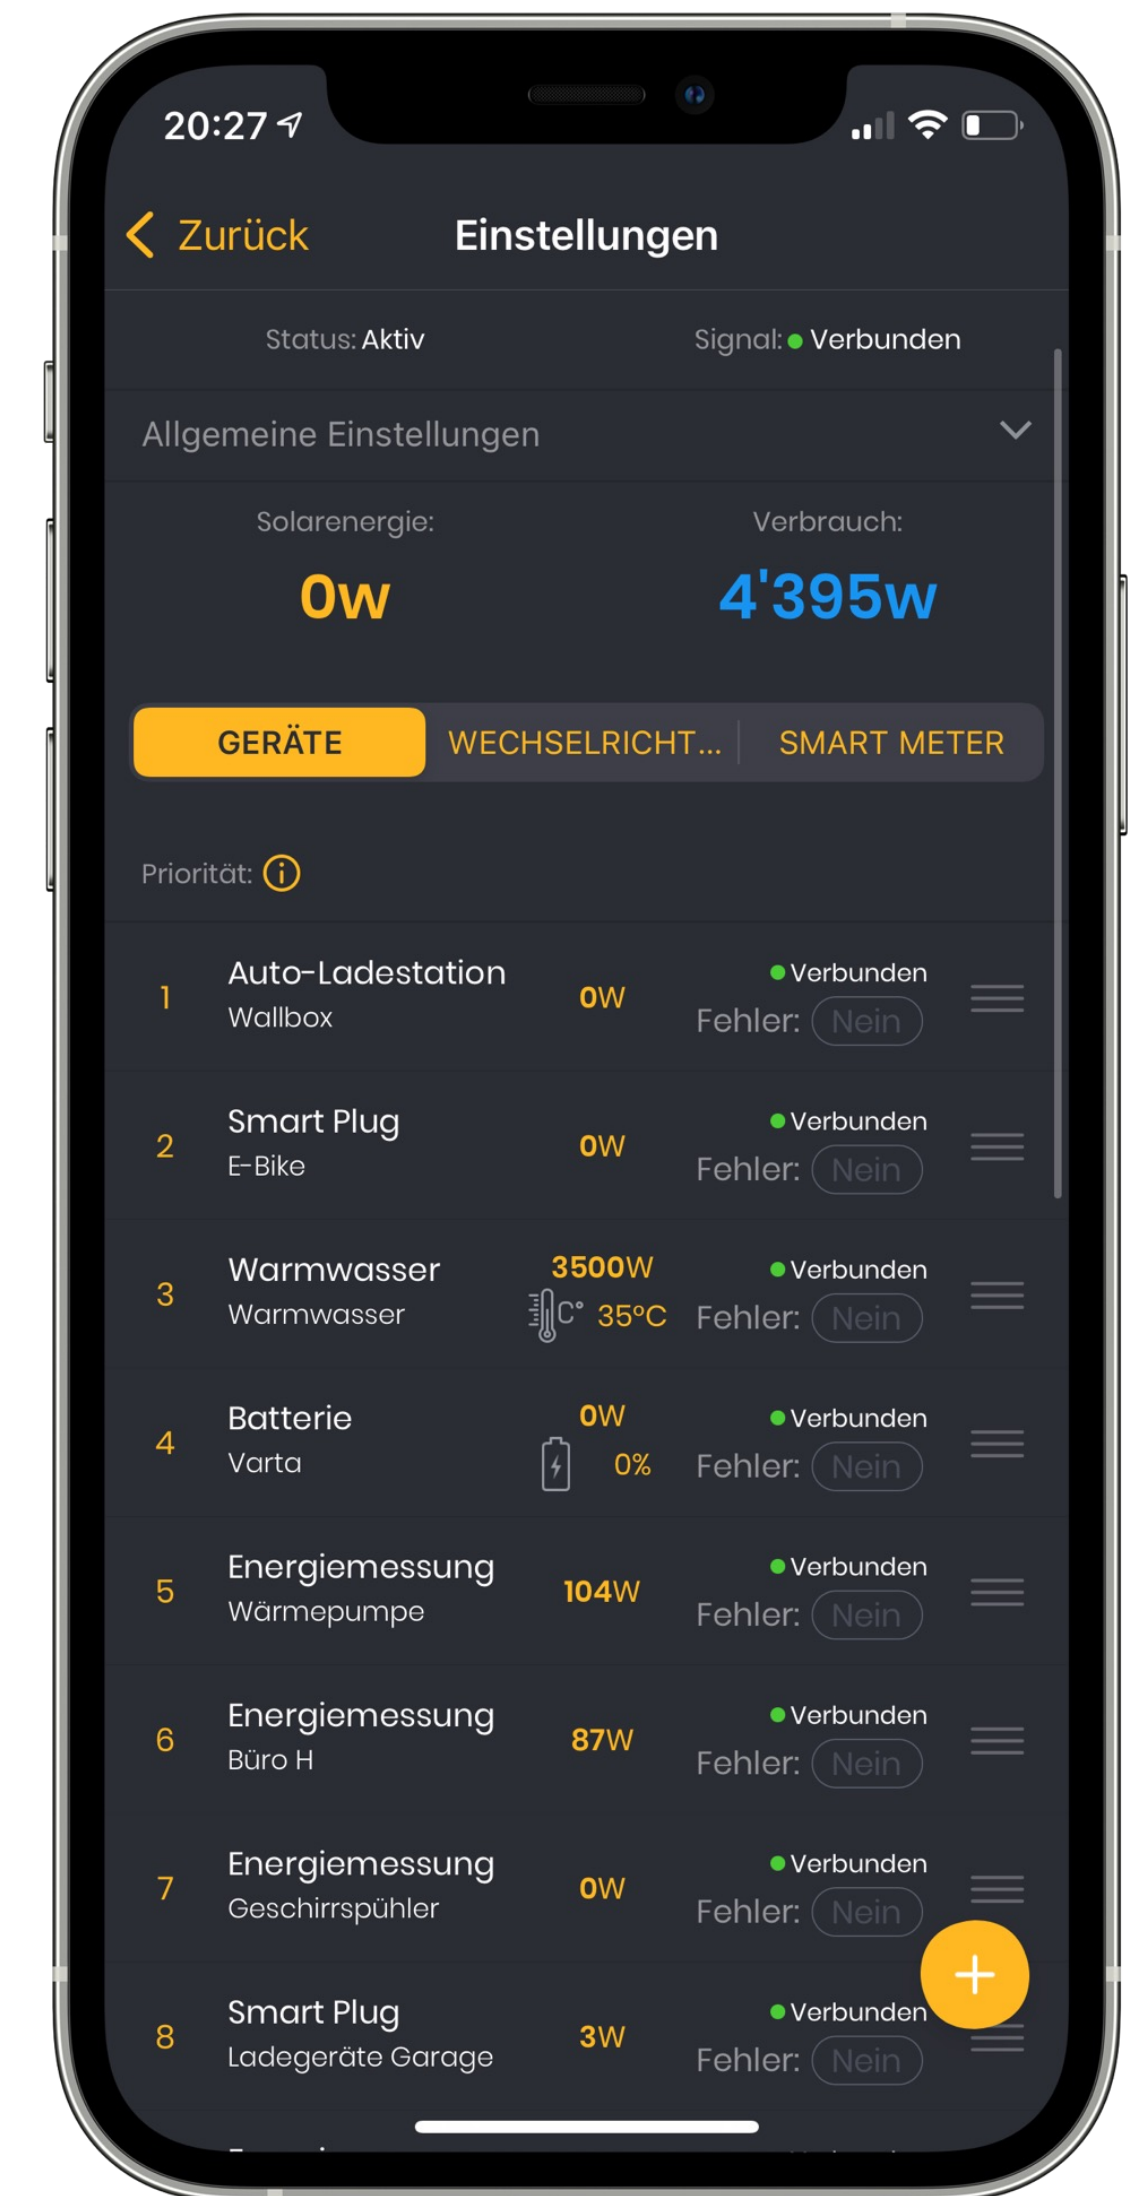 20:27
Zurück
Einstellungen
Status: Aktiv
Signal: Verbunden
Allgemeine Einstellungen
Solarenergie:
Verbrauch:
0W
4'395W
GERÄTE
WECHSELRICHT...
SMART METER
Priorität:
1
Auto-Ladestation
Wallbox
0W
Verbunden
Fehler: Nein
2
Smart Plug
E-Bike
0W
Verbunden
Fehler: Nein
3
Warmwasser
Warmwasser
3500W
C° 35°C
Verbunden
Fehler: Nein
4
Batterie
Varta
0W
0%
Verbunden
Fehler: Nein
5
Energiemessung
Wärmepumpe
104W
Verbunden
Fehler: Nein
6
Energiemessung
Büro H
87W
Verbunden
Fehler: Nein
7
Energiemessung
Geschirrspühler
0W
Verbunden
Fehler: Nein
8
Smart Plug
Ladegeräte Garage
3W
Verbunden
Fehler: Nein